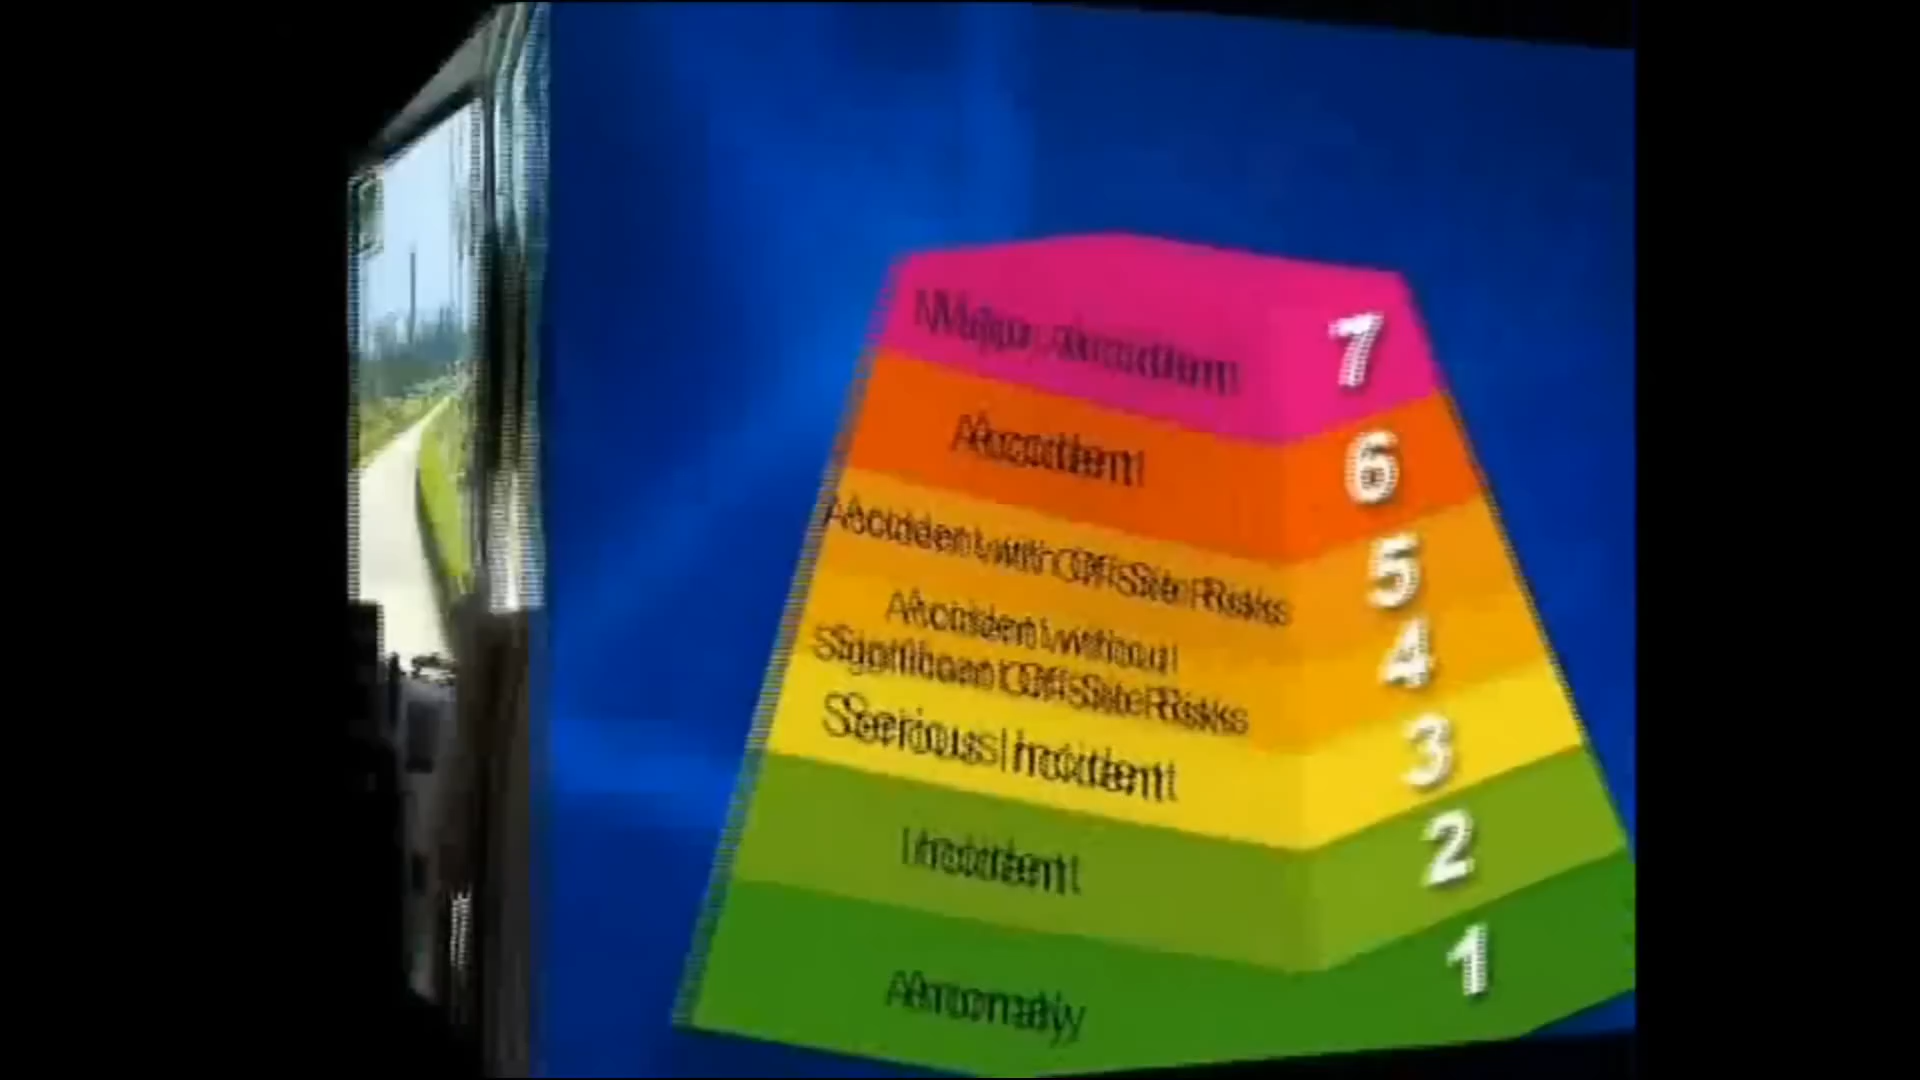 Major Accident
7
Accident
6
Accident with Off Site Risks
5
Accident without
Significant Off Site Risks
4
Serious Incident
3
Incident
2
Anomaly
1